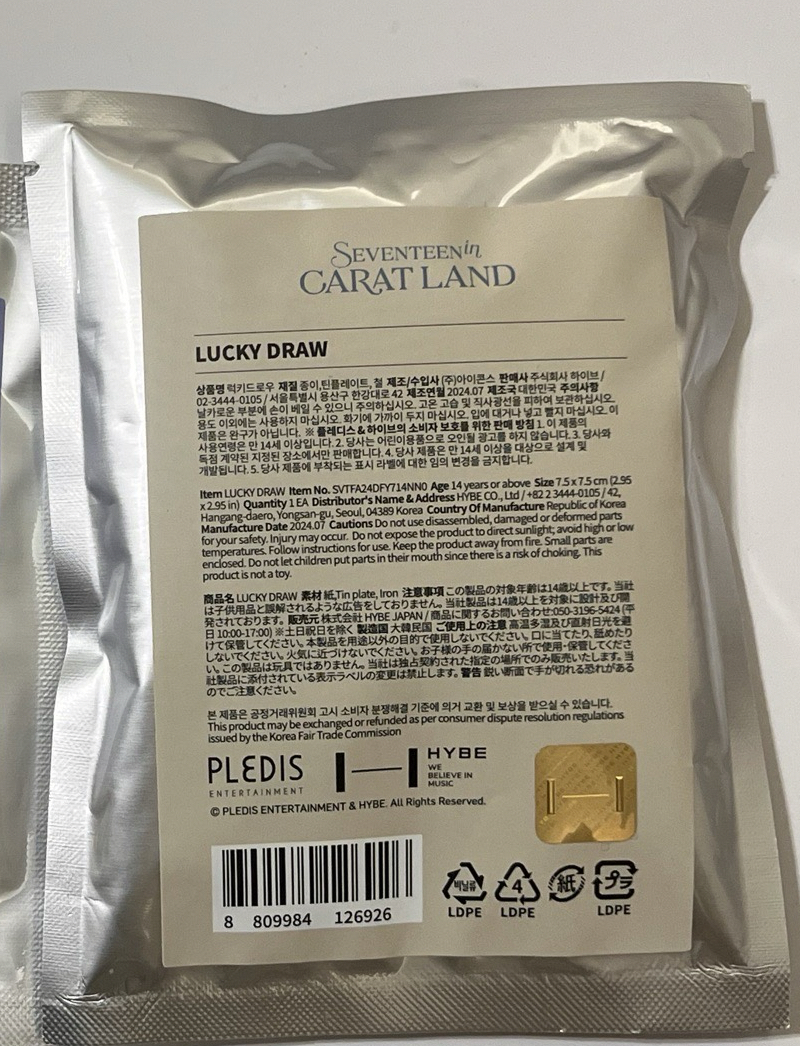 SEVENTEEN in
CARAT LAND
LUCKY DRAW
상품명 럭키드로우 재질 종이,틴플레이트, 철 제조/수입사 (주)아이콘스 판매사 주식회사 하이브 /
02-3444-0105 / 서울특별시 용산구 한강대로 42 제조연월 2024.07 제조국 대한민국 주의사항
날카로운 부분에 손이 베일 수 있으니 주의하십시오. 고온 고습 및 직사광선을 피하여 보관하십시오.
용도 이외에는 사용하지 마십시오. 화기에 가까이 두지 마십시오. 입에 대거나 넣고 빨지 마십시오. 이
제품은 완구가 아닙니다. ※ 플레디스 & 하이브의 소비자 보호를 위한 판매 방침 1. 이 제품의
사용연령은 만 14세 이상입니다. 2. 당사는 어린이용품으로 오인될 광고를 하지 않습니다. 3. 당사와
독점 계약된 지정된 장소에서만 판매합니다. 4. 당사 제품은 만 14세 이상을 대상으로 설계 및
개발됩니다. 5. 당사 제품에 부착되는 표시 라벨에 대한 임의 변경을 금지합니다.
Item LUCKY DRAW Item No. SVTFA24DFY714NN0 Age 14 years or above Size 7.5 x 7.5 cm (2.95
x 2.95 in) Quantity 1 EA Distributor's Name & Address HYBE CO., Ltd / +82 2 3444-0105 / 42,
Hangang-daero, Yongsan-gu, Seoul, 04389 Korea Country Of Manufacture Republic of Korea
Manufacture Date 2024.07 Cautions Do not use disassembled, damaged or deformed parts
for your safety. Injury may occur. Do not expose the product to direct sunlight; avoid high or low
temperatures. Follow instructions for use. Keep the product away from fire. Small parts are
enclosed. Do not let children put parts in their mouth since there is a risk of choking. This
product is not a toy.
商品名 LUCKY DRAW 素材 紙,Tin plate, Iron 注意事項 この製品の対象年齢は14歳以上です。当社
は子供用品と誤解されるような広告をしておりません。当社製品は14歳以上を対象に設計及び開
発されております。販売元 株式会社 HYBE JAPAN / 商品に関するお問い合わせ:050-3196-5424 (平
日 10:00-17:00) ※土日祝日を除く 製造国 大韓民国 ご使用上の注意 高温多湿及び直射日光を避
けて保管してください。本製品を用途以外の目的で使用しないでください。口に当てたり、舐めたり
しないでください。火気に近づけないでください。お子様の手の届かない所で使用·保管してくださ
い。この製品は玩具ではありません。当社は独占契約された指定の場所でのみ販売いたします。当
社製品に添付されている表示ラベルの変更は禁止します。警告 鋭い断面で手が切れる恐れがある
のでご注意ください。
본 제품은 공정거래위원회 고시 소비자 분쟁해결 기준에 의거 교환 및 보상을 받으실 수 있습니다.
This product may be exchanged or refunded as per consumer dispute resolution regulations
issued by the Korea Fair Trade Commission
PLEDIS
ENTERTAINMENT
HYBE
WE
BELIEVE IN
MUSIC
© PLEDIS ENTERTAINMENT & HYBE. All Rights Reserved.
8 809984 126926
비닐류 4 紙 プラ
LDPE LDPE LDPE